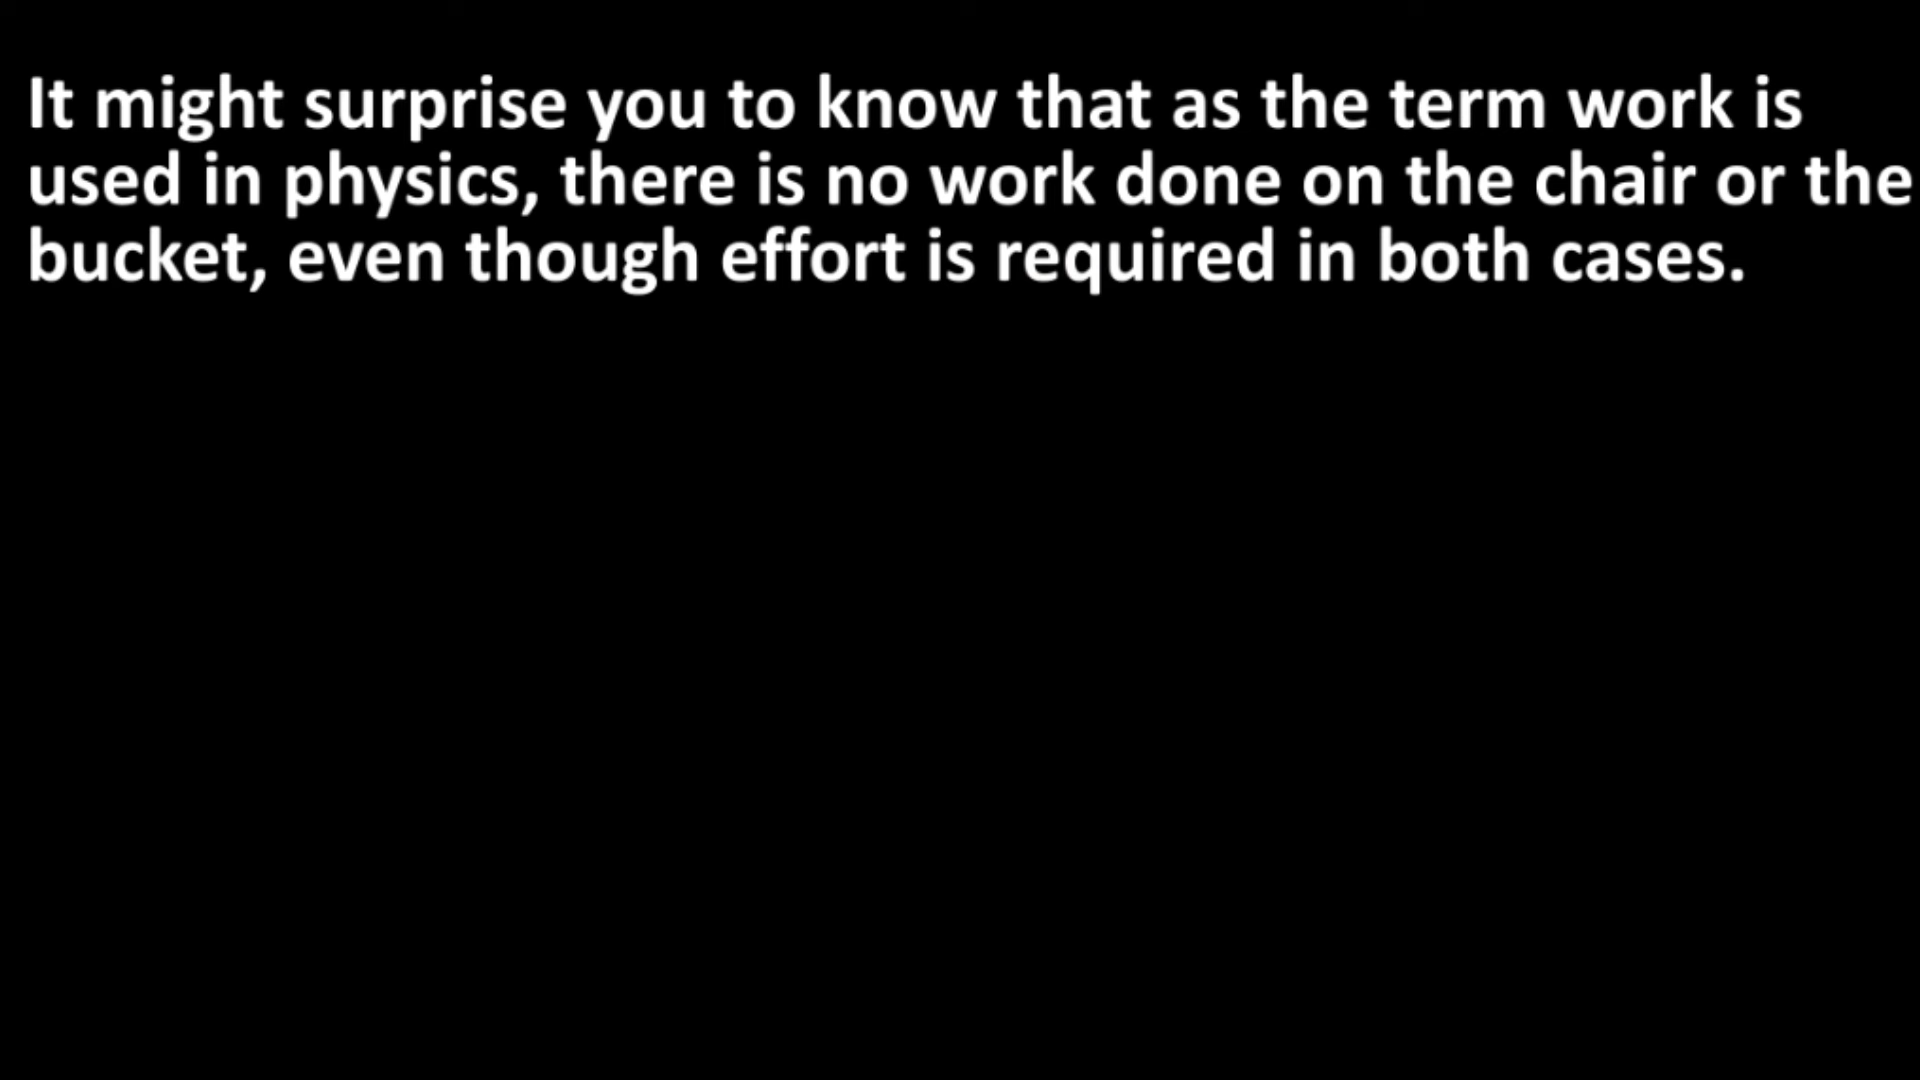 It might surprise you to know that as the term work is
used in physics, there is no work done on the chair or the
bucket, even though effort is required in both cases.